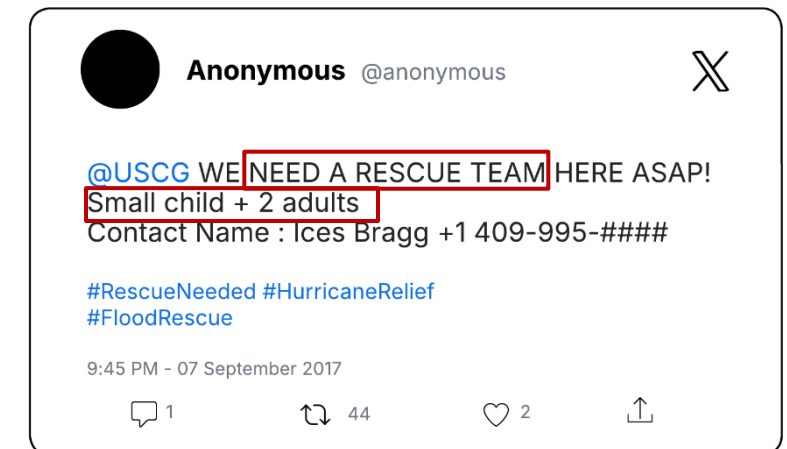 Anonymous @anonymous
@USCG WE NEED A RESCUE TEAM HERE ASAP!
Small child + 2 adults
Contact Name : Ices Bragg +1 409-995-####
#RescueNeeded #HurricaneRelief
#FloodRescue
9:45 PM - 07 September 2017
1 44 2